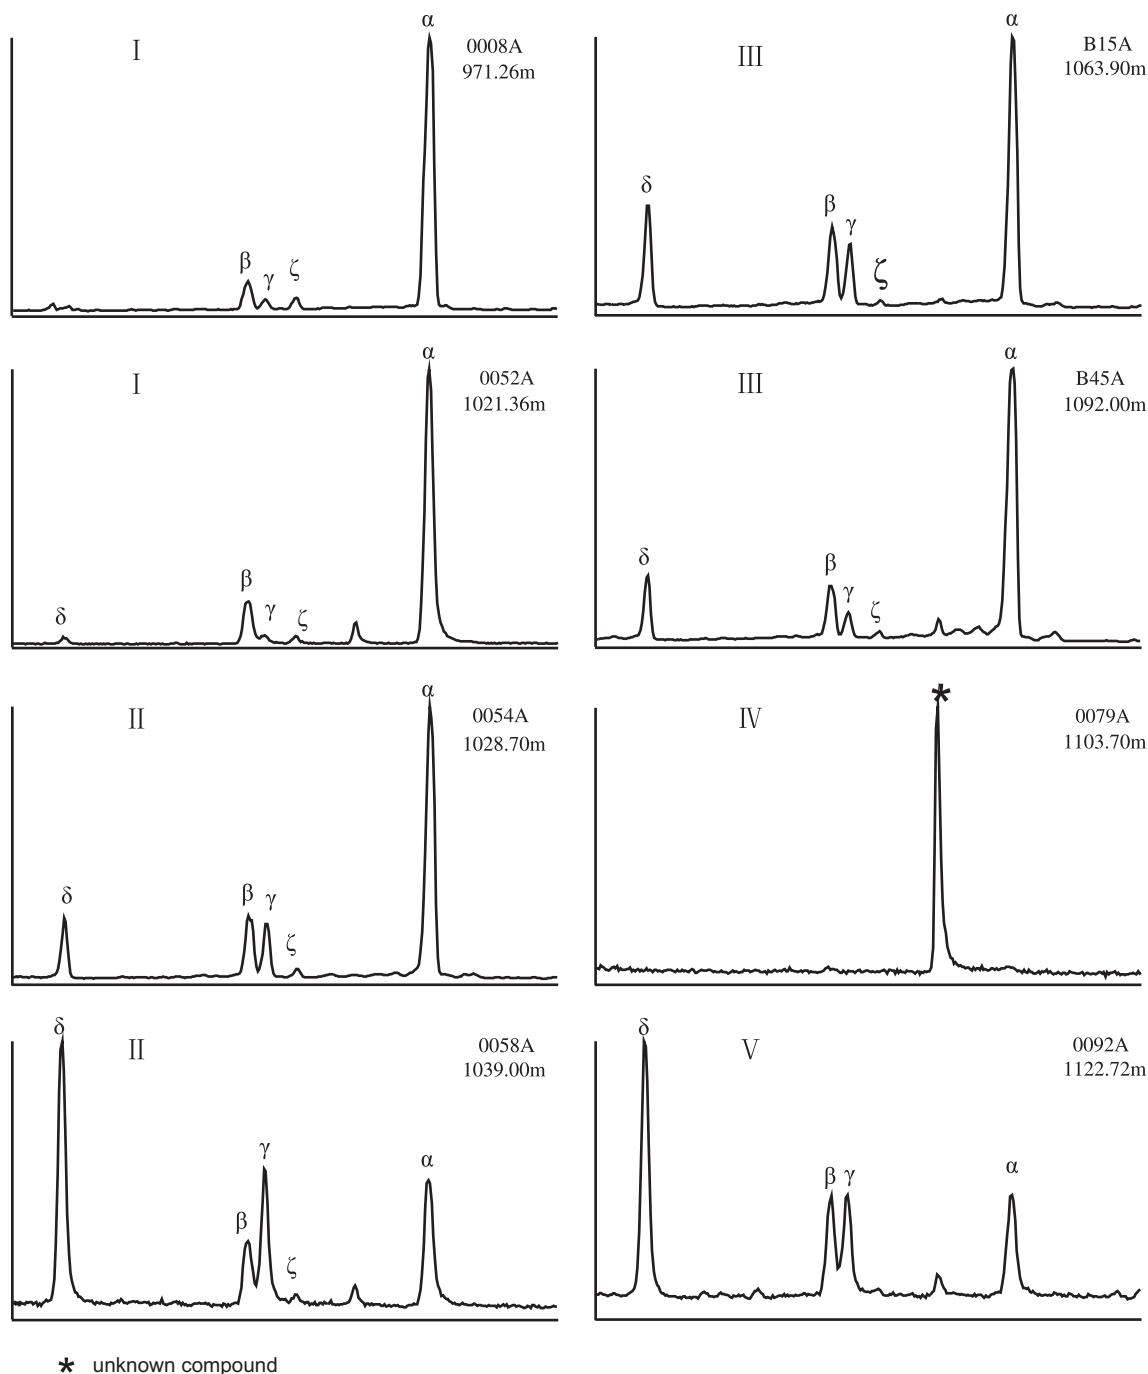 α
Ⅰ
0008A
971.26m
β
γ
ζ
α
Ⅰ
0052A
1021.36m
δ
β
γ
ζ
α
Ⅱ
0054A
1028.70m
δ
β
γ
ζ
δ
Ⅱ
0058A
1039.00m
γ
α
β
ζ
α
Ⅲ
B15A
1063.90m
δ
β
γ
ζ
α
Ⅲ
B45A
1092.00m
δ
β
γ
ζ
*
Ⅳ
0079A
1103.70m
δ
Ⅴ
0092A
1122.72m
β
γ
α
* unknown compound